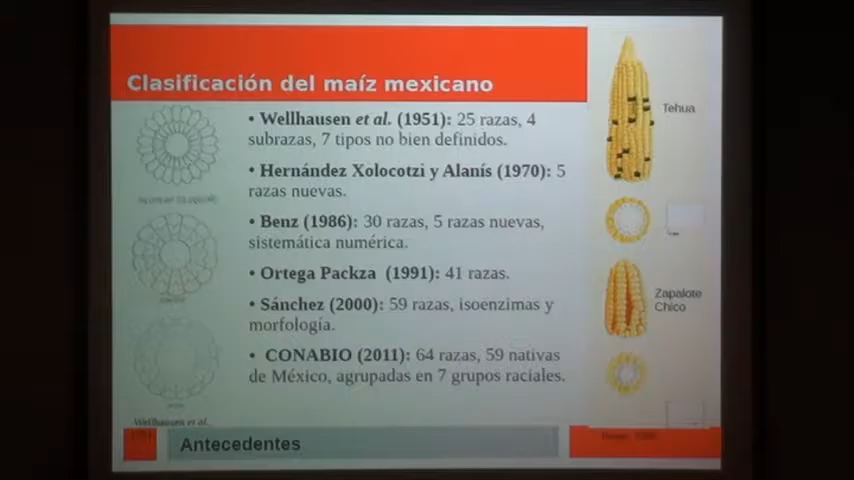 Clasificación del maíz mexicano
• Wellhausen et al. (1951): 25 razas, 4
subrazas, 7 tipos no bien definidos.
• Hernández Xolocotzi y Alanís (1970): 5
razas nuevas.
• Benz (1986): 30 razas, 5 razas nuevas,
sistemática numérica.
• Ortega Packza (1991): 41 razas.
• Sánchez (2000): 59 razas, isoenzimas y
morfología.
• CONABIO (2011): 64 razas, 59 nativas
de México, agrupadas en 7 grupos raciales.
Tehua
Zapalote
Chico
Wellhausen et al.,
1951
Antecedentes